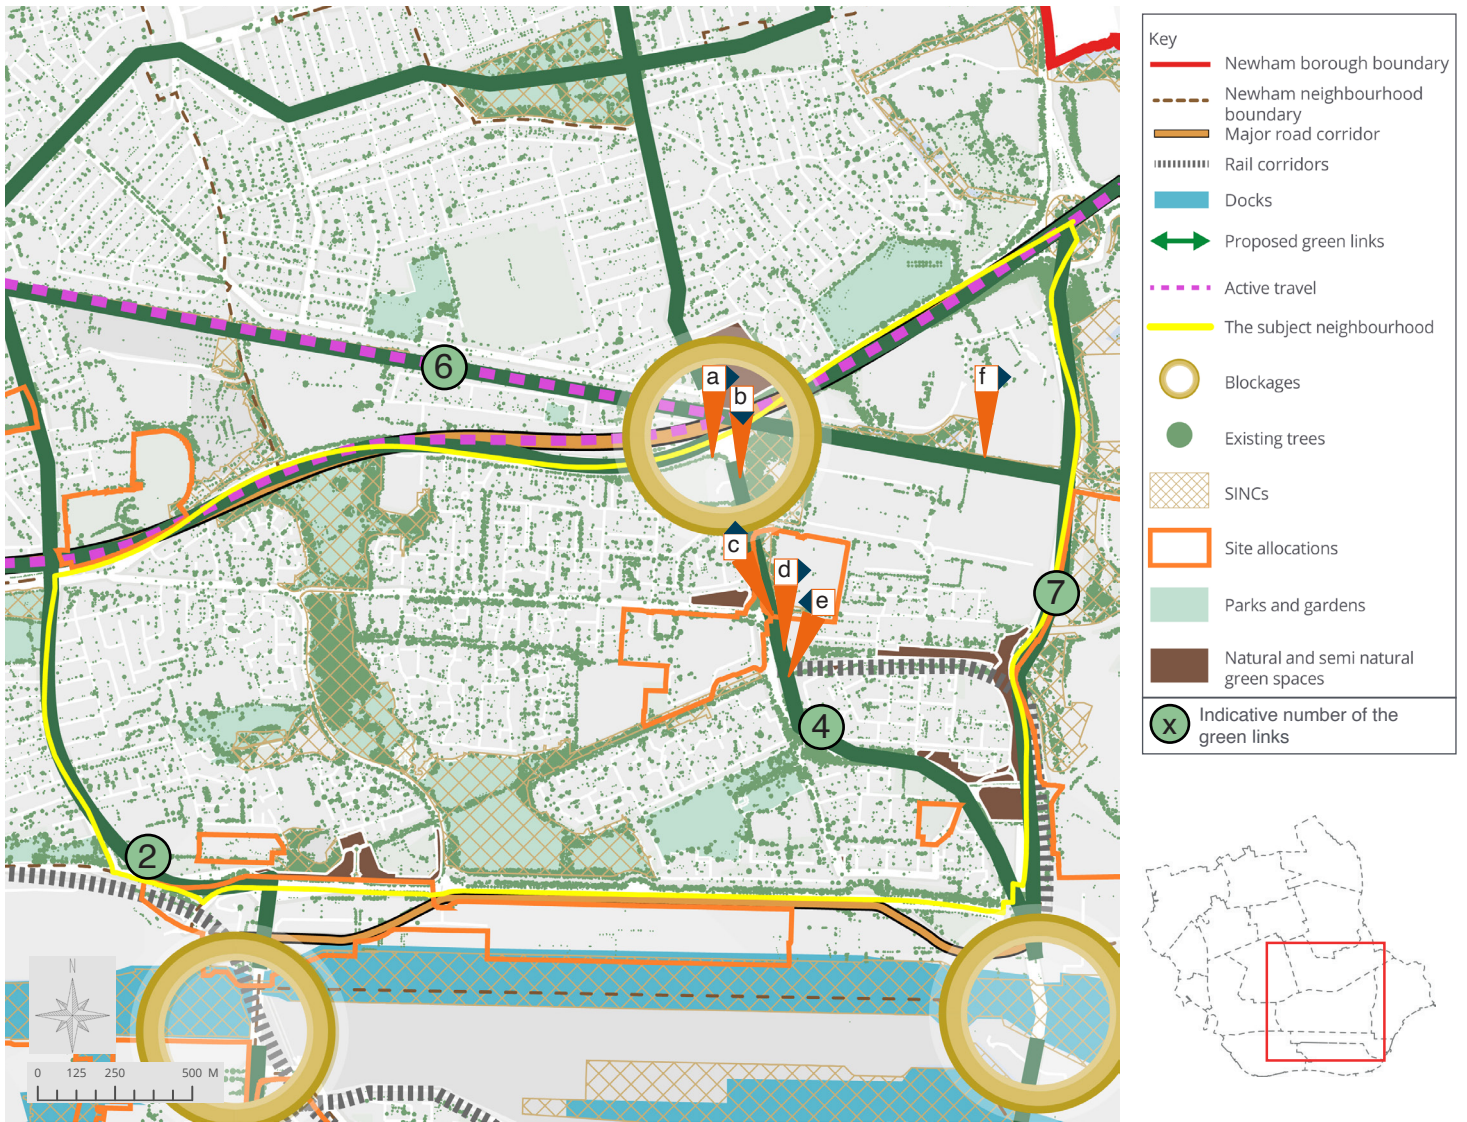 Key
Newham borough boundary
Newham neighbourhood
boundary
Major road corridor
Rail corridors
Docks
Proposed green links
Active travel
The subject neighbourhood
Blockages
Existing trees
SINCs
Site allocations
Parks and gardens
Natural and semi natural
green spaces
x
Indicative number of the
green links
6
a
b
f
c
d
e
7
4
2
N
0 125 250 500 M